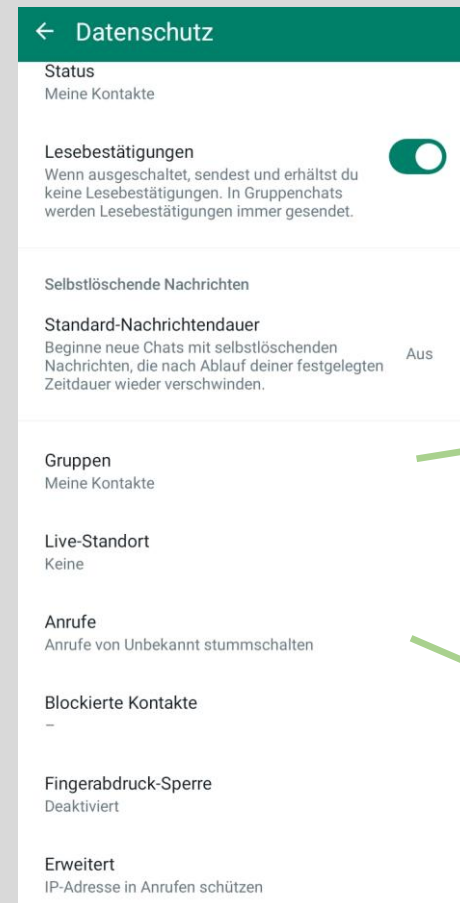 Datenschutz
Status
Meine Kontakte
Lesebestätigungen
Wenn ausgeschaltet, sendest und erhältst du
keine Lesebestätigungen. In Gruppenchats
werden Lesebestätigungen immer gesendet.
Selbstlöschende Nachrichten
Standard-Nachrichtendauer
Beginne neue Chats mit selbstlöschenden
Nachrichten, die nach Ablauf deiner festgelegten
Zeitdauer wieder verschwinden.
Aus
Gruppen
Meine Kontakte
Live-Standort
Keine
Anrufe
Anrufe von Unbekannt stummschalten
Blockierte Kontakte
–
Fingerabdruck-Sperre
Deaktiviert
Erweitert
IP-Adresse in Anrufen schützen